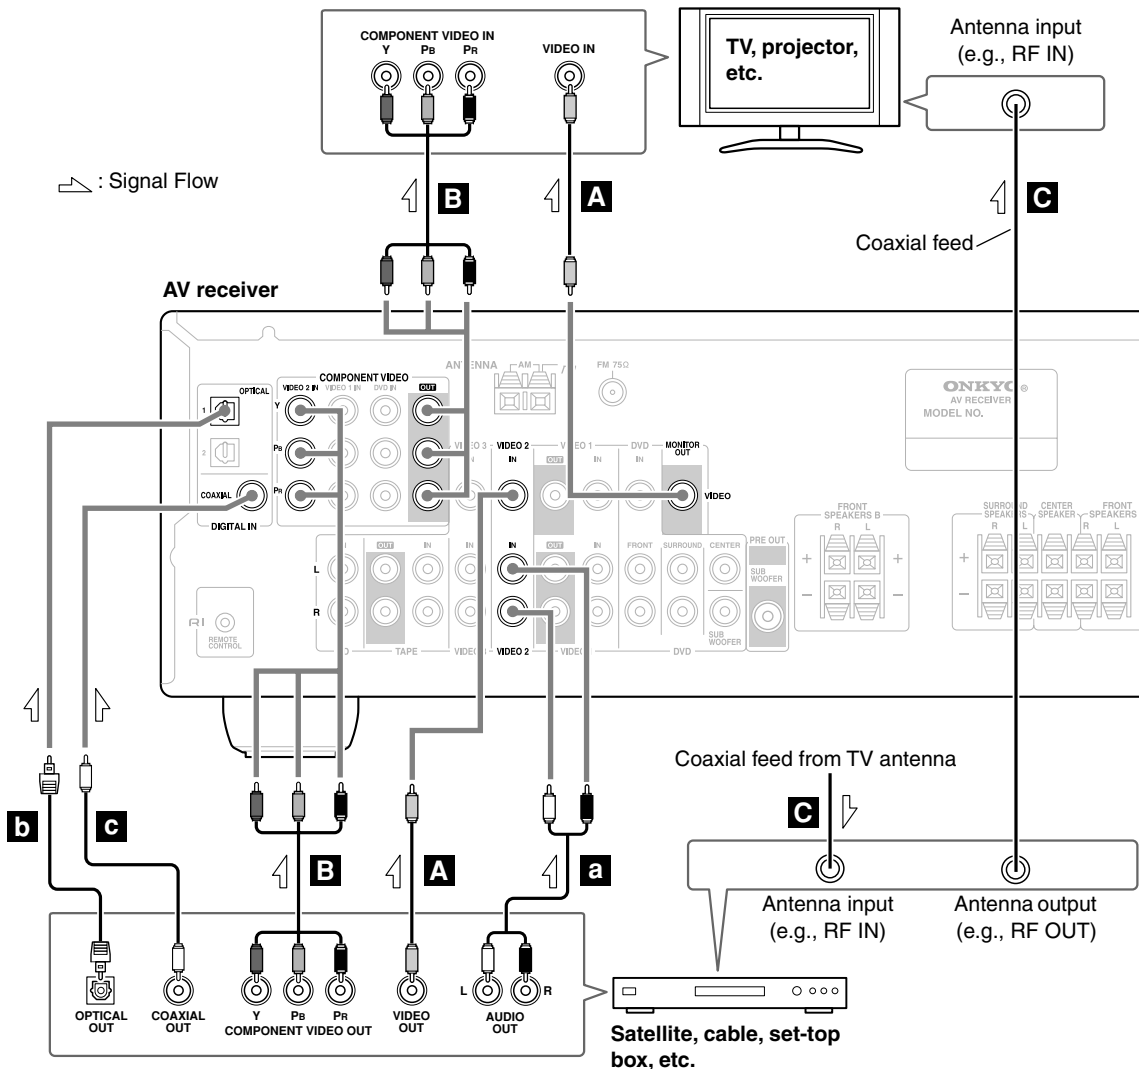 COMPONENT VIDEO IN
Y PB PR
VIDEO IN
TV, projector,
etc.
Antenna input
(e.g., RF IN)
: Signal Flow
B
A
C
Coaxial feed
AV receiver
ANTENNA
AM
FM 75Ω
ONKYO®
AV RECEIVER
MODEL NO.
OPTICAL
1
2
COAXIAL
DIGITAL IN
COMPONENT VIDEO
VIDEO 2 IN VIDEO 1 IN DVD IN OUT
Y
PB
PR
VIDEO 3 VIDEO 2 VIDEO 1 DVD MONITOR
OUT
IN IN OUT IN IN
VIDEO
FRONT
SPEAKERS B
R L
SURROUND
SPEAKERS
R L
CENTER
SPEAKER
FRONT
SPEAKERS
R L
+
–
+
–
+
–
IN OUT IN IN IN OUT IN FRONT SURROUND CENTER
PRE OUT
SUB
WOOFER
L
R
SUB
WOOFER
RI
REMOTE
CONTROL
TAPE VIDEO 2 DVD
Coaxial feed from TV antenna
C
b
c
B
A
a
Antenna input
(e.g., RF IN)
Antenna output
(e.g., RF OUT)
OPTICAL
OUT
COAXIAL
OUT
Y PB PR
COMPONENT VIDEO OUT
VIDEO
OUT
L R
AUDIO
OUT
Satellite, cable, set-top
box, etc.